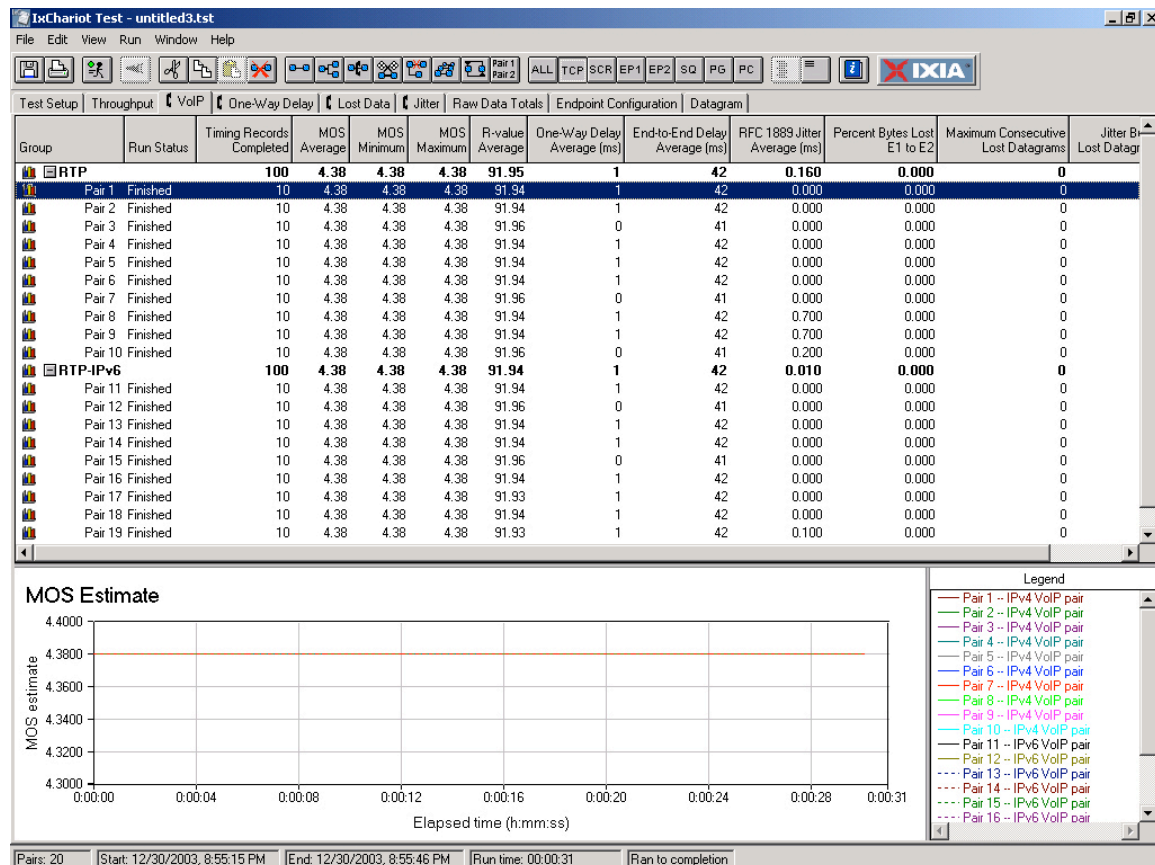 IxChariot Test - untitled3.tst
File Edit View Run Window Help
Pair 1 Pair 2 ALL TCP SCR EP1 EP2 SQ PG PC IXIA
Test Setup Throughput VoIP One-Way Delay Lost Data Jitter Raw Data Totals Endpoint Configuration Datagram
Group Run Status Timing Records Completed MOS Average MOS Minimum MOS Maximum R-value Average One-Way Delay Average (ms) End-to-End Delay Average (ms) RFC 1889 Jitter Average (ms) Percent Bytes Lost E1 to E2 Maximum Consecutive Lost Datagrams Jitter Lost
RTP 100 4.38 4.38 4.38 91.95 1 42 0.160 0.000 0
Pair 1 Finished 10 4.38 4.38 4.38 91.94 1 42 0.000 0.000 0
Pair 2 Finished 10 4.38 4.38 4.38 91.94 1 42 0.000 0.000 0
Pair 3 Finished 10 4.38 4.38 4.38 91.96 0 41 0.000 0.000 0
Pair 4 Finished 10 4.38 4.38 4.38 91.94 1 42 0.000 0.000 0
Pair 5 Finished 10 4.38 4.38 4.38 91.94 1 42 0.000 0.000 0
Pair 6 Finished 10 4.38 4.38 4.38 91.94 1 42 0.000 0.000 0
Pair 7 Finished 10 4.38 4.38 4.38 91.96 0 41 0.000 0.000 0
Pair 8 Finished 10 4.38 4.38 4.38 91.94 1 42 0.700 0.000 0
Pair 9 Finished 10 4.38 4.38 4.38 91.94 1 42 0.700 0.000 0
Pair 10 Finished 10 4.38 4.38 4.38 91.96 0 41 0.200 0.000 0
RTP-IPv6 100 4.38 4.38 4.38 91.94 1 42 0.010 0.000 0
Pair 11 Finished 10 4.38 4.38 4.38 91.94 1 42 0.000 0.000 0
Pair 12 Finished 10 4.38 4.38 4.38 91.96 0 41 0.000 0.000 0
Pair 13 Finished 10 4.38 4.38 4.38 91.94 1 42 0.000 0.000 0
Pair 14 Finished 10 4.38 4.38 4.38 91.94 1 42 0.000 0.000 0
Pair 15 Finished 10 4.38 4.38 4.38 91.96 0 41 0.000 0.000 0
Pair 16 Finished 10 4.38 4.38 4.38 91.94 1 42 0.000 0.000 0
Pair 17 Finished 10 4.38 4.38 4.38 91.93 1 42 0.000 0.000 0
Pair 18 Finished 10 4.38 4.38 4.38 91.94 1 42 0.000 0.000 0
Pair 19 Finished 10 4.38 4.38 4.38 91.93 1 42 0.100 0.000 0
MOS Estimate
4.4000
4.3800
4.3600
4.3400
4.3200
4.3000
MOS estimate
0:00:00 0:00:04 0:00:08 0:00:12 0:00:16 0:00:20 0:00:24 0:00:28 0:00:31
Elapsed time (h:mm:ss)
Legend
Pair 1 -- IPv4 VoIP pair
Pair 2 -- IPv4 VoIP pair
Pair 3 -- IPv4 VoIP pair
Pair 4 -- IPv4 VoIP pair
Pair 5 -- IPv4 VoIP pair
Pair 6 -- IPv4 VoIP pair
Pair 7 -- IPv4 VoIP pair
Pair 8 -- IPv4 VoIP pair
Pair 9 -- IPv4 VoIP pair
Pair 10 -- IPv4 VoIP pair
Pair 11 -- IPv6 VoIP pair
Pair 12 -- IPv6 VoIP pair
Pair 13 -- IPv6 VoIP pair
Pair 14 -- IPv6 VoIP pair
Pair 15 -- IPv6 VoIP pair
Pair 16 -- IPv6 VoIP pair
Pairs: 20 Start: 12/30/2003, 8:55:15 PM End: 12/30/2003, 8:55:46 PM Run time: 00:00:31 Ran to completion